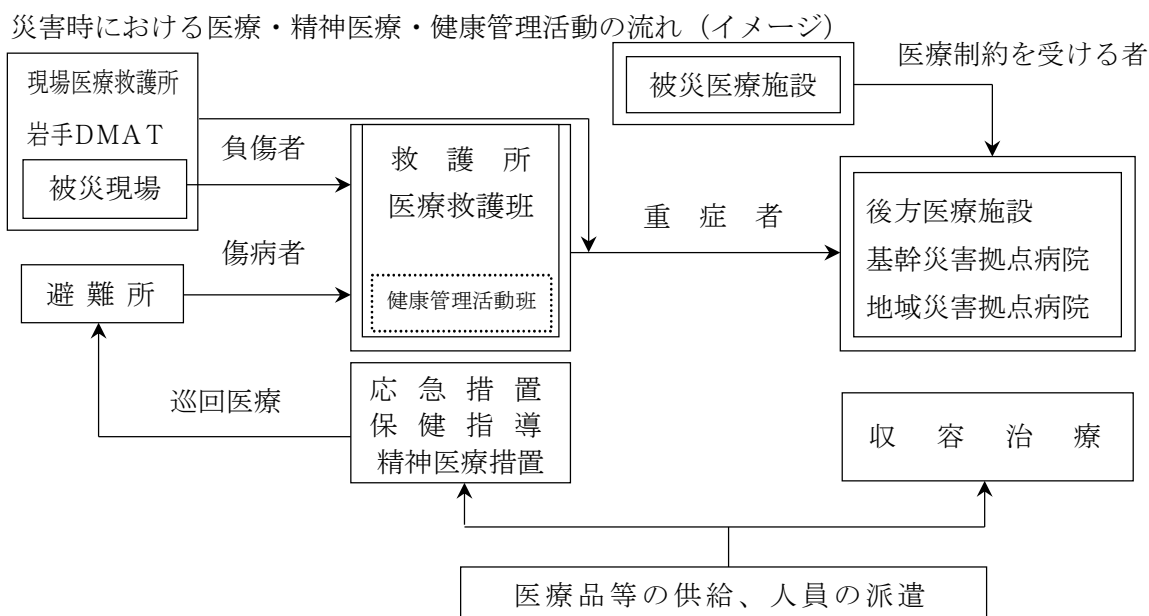 災害時における医療・精神医療・健康管理活動の流れ（イメージ）
現場医療救護所
岩手DMAT
被災現場
負傷者
傷病者
避難所
巡回医療
救護所
医療救護班
健康管理活動班
応急措置
保健指導
精神医療措置
被災医療施設
医療制約を受ける者
重症者
後方医療施設
基幹災害拠点病院
地域災害拠点病院
収容治療
医療品等の供給、人員の派遣